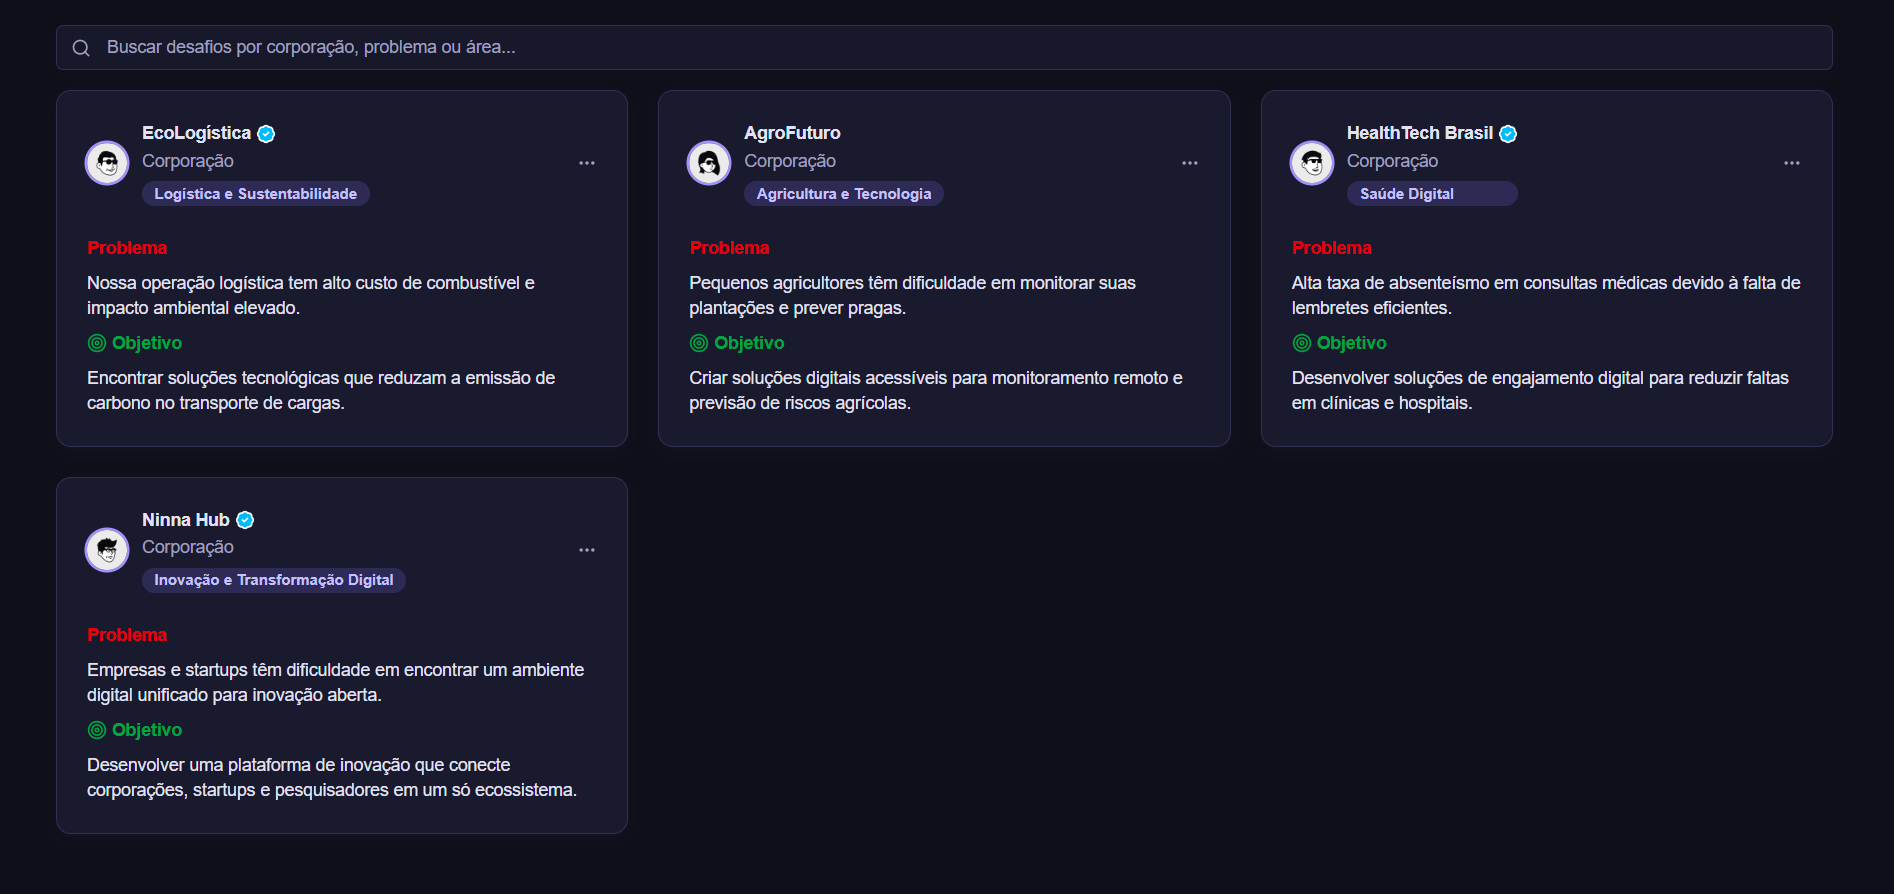 Buscar desafios por corporação, problema ou área...
EcoLogística
Corporação
Logística e Sustentabilidade
Problema
Nossa operação logística tem alto custo de combustível e
impacto ambiental elevado.
Objetivo
Encontrar soluções tecnológicas que reduzam a emissão de
carbono no transporte de cargas.
AgroFuturo
Corporação
Agricultura e Tecnologia
Problema
Pequenos agricultores têm dificuldade em monitorar suas
plantações e prever pragas.
Objetivo
Criar soluções digitais acessíveis para monitoramento remoto e
previsão de riscos agrícolas.
HealthTech Brasil
Corporação
Saúde Digital
Problema
Alta taxa de absenteísmo em consultas médicas devido à falta de
lembretes eficientes.
Objetivo
Desenvolver soluções de engajamento digital para reduzir faltas
em clínicas e hospitais.
Ninna Hub
Corporação
Inovação e Transformação Digital
Problema
Empresas e startups têm dificuldade em encontrar um ambiente
digital unificado para inovação aberta.
Objetivo
Desenvolver uma plataforma de inovação que conecte
corporações, startups e pesquisadores em um só ecossistema.